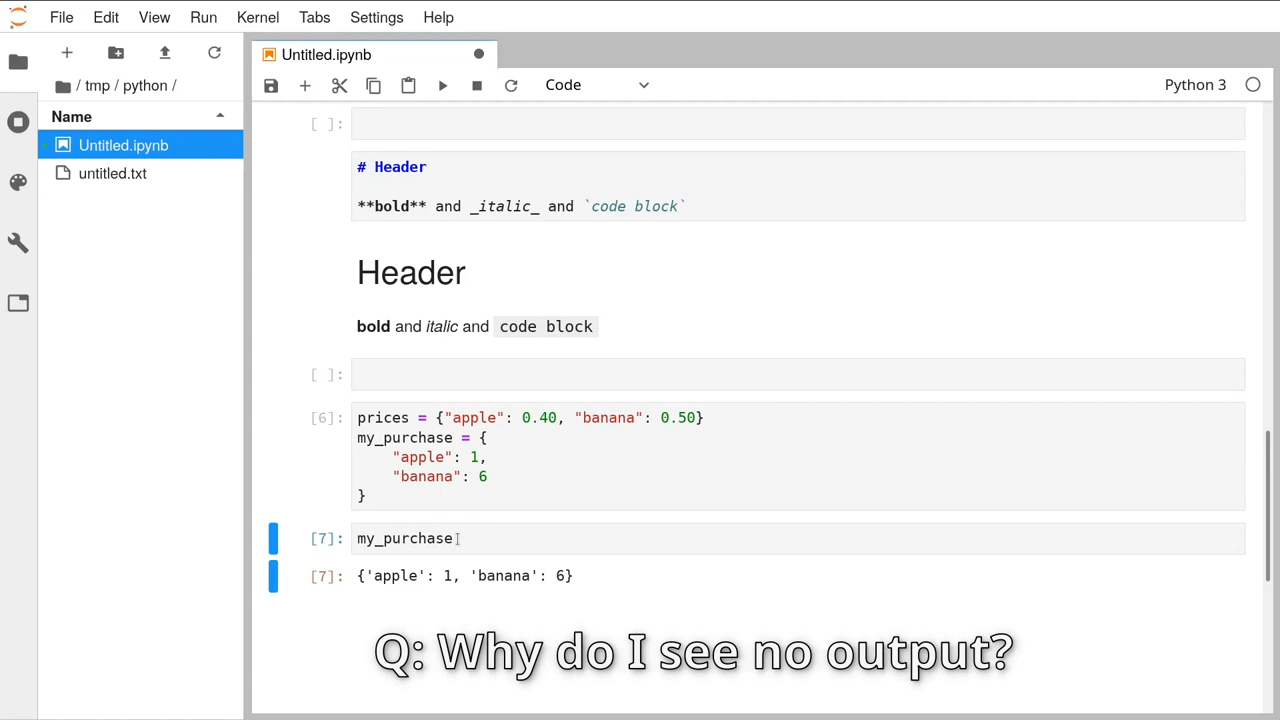 File Edit View Run Kernel Tabs Settings Help
Untitled.ipynb
/ tmp / python /
Code
Python 3
Name
Untitled.ipynb
untitled.txt
[ ]:
# Header
**bold** and _italic_ and `code block`
Header
bold and italic and code block
[ ]:
[6]: prices = {"apple": 0.40, "banana": 0.50}
my_purchase = {
"apple": 1,
"banana": 6
}
[7]: my_purchase
[7]: {'apple': 1, 'banana': 6}
Q: Why do I see no output?